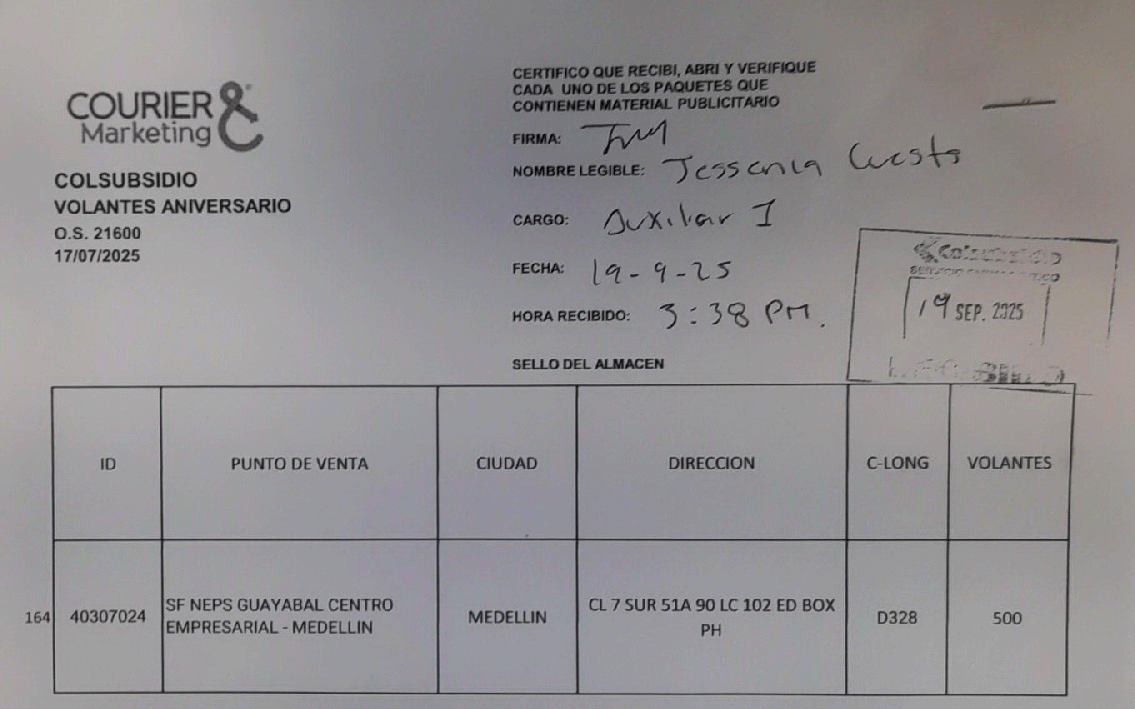 COURIER &
Marketing
COLSUBSIDIO
VOLANTES ANIVERSARIO
O.S. 21600
17/07/2025
CERTIFICO QUE RECIBI, ABRI Y VERIFIQUE
CADA UNO DE LOS PAQUETES QUE
CONTIENEN MATERIAL PUBLICITARIO
FIRMA:
NOMBRE LEGIBLE: Jessenia Cuesta
CARGO: Auxiliar I
FECHA: 19-9-25
HORA RECIBIDO: 3:38 PM.
SELLO DEL ALMACEN
Colsubsidio
19 SEP. 2025
ID PUNTO DE VENTA CIUDAD DIRECCION C-LONG VOLANTES
164 40307024 SF NEPS GUAYABAL CENTRO EMPRESARIAL - MEDELLIN MEDELLIN CL 7 SUR 51A 90 LC 102 ED BOX PH D328 500